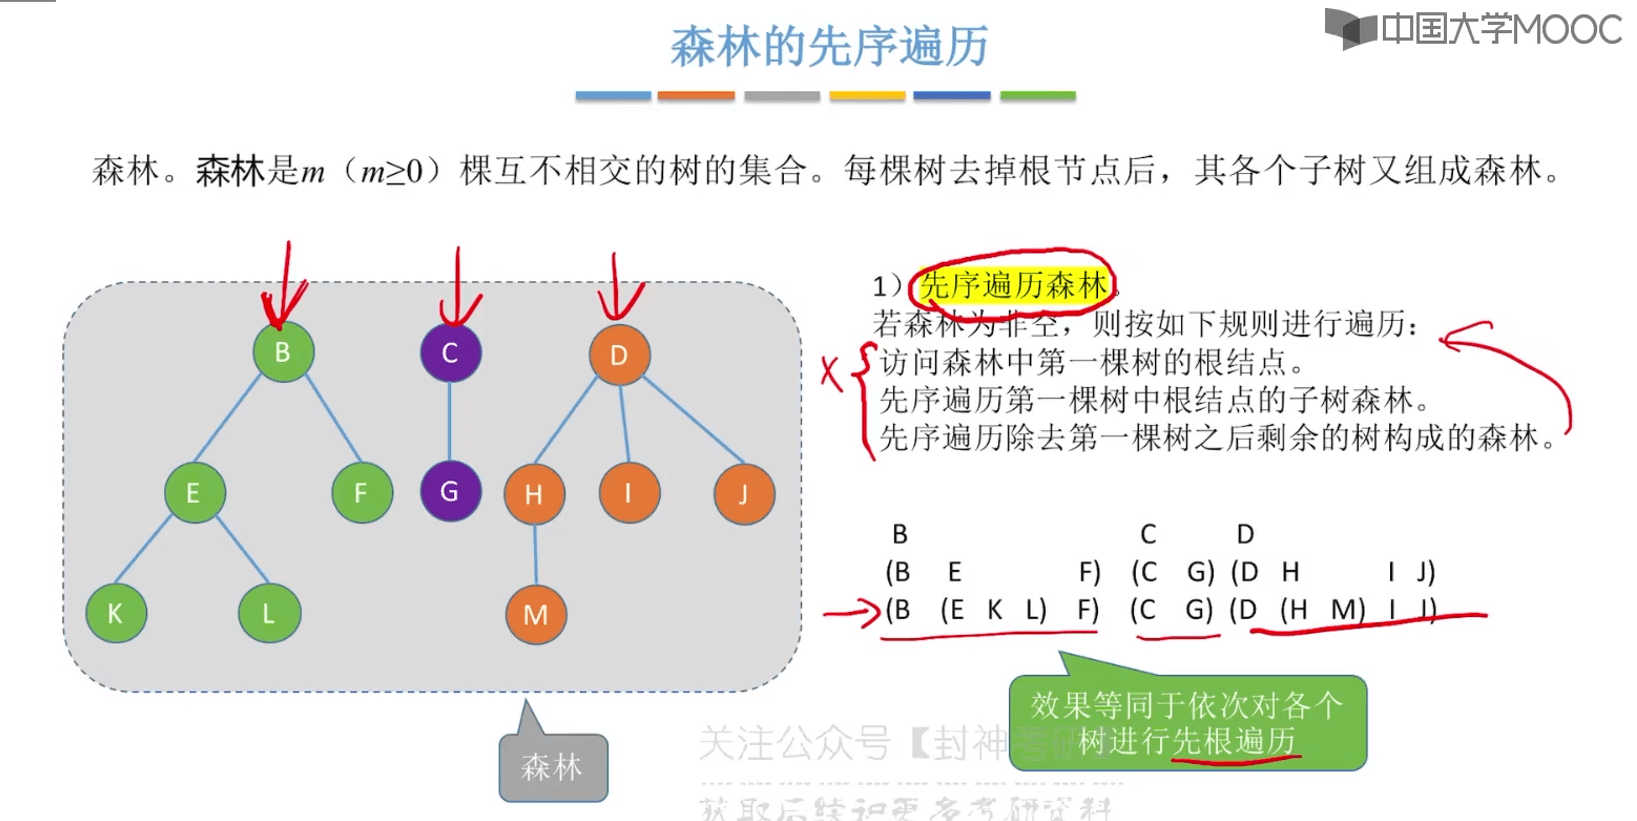 中国大学MOOC
森林的先序遍历
森林。森林是m（m≥0）棵互不相交的树的集合。每棵树去掉根节点后，其各个子树又组成森林。
1）先序遍历森林。
若森林为非空，则按如下规则进行遍历：
访问森林中第一棵树的根结点。
先序遍历第一棵树中根结点的子树森林。
先序遍历除去第一棵树之后剩余的树构成的森林。
X
B C D
E F G H I J
K L M
B C D
(B E F) (C G) (D H I J)
(B (E K L) F) (C G) (D (H M) I J)
效果等同于依次对各个
树进行先根遍历
森林
关注公众号【封神
获取后续和更多考研资料